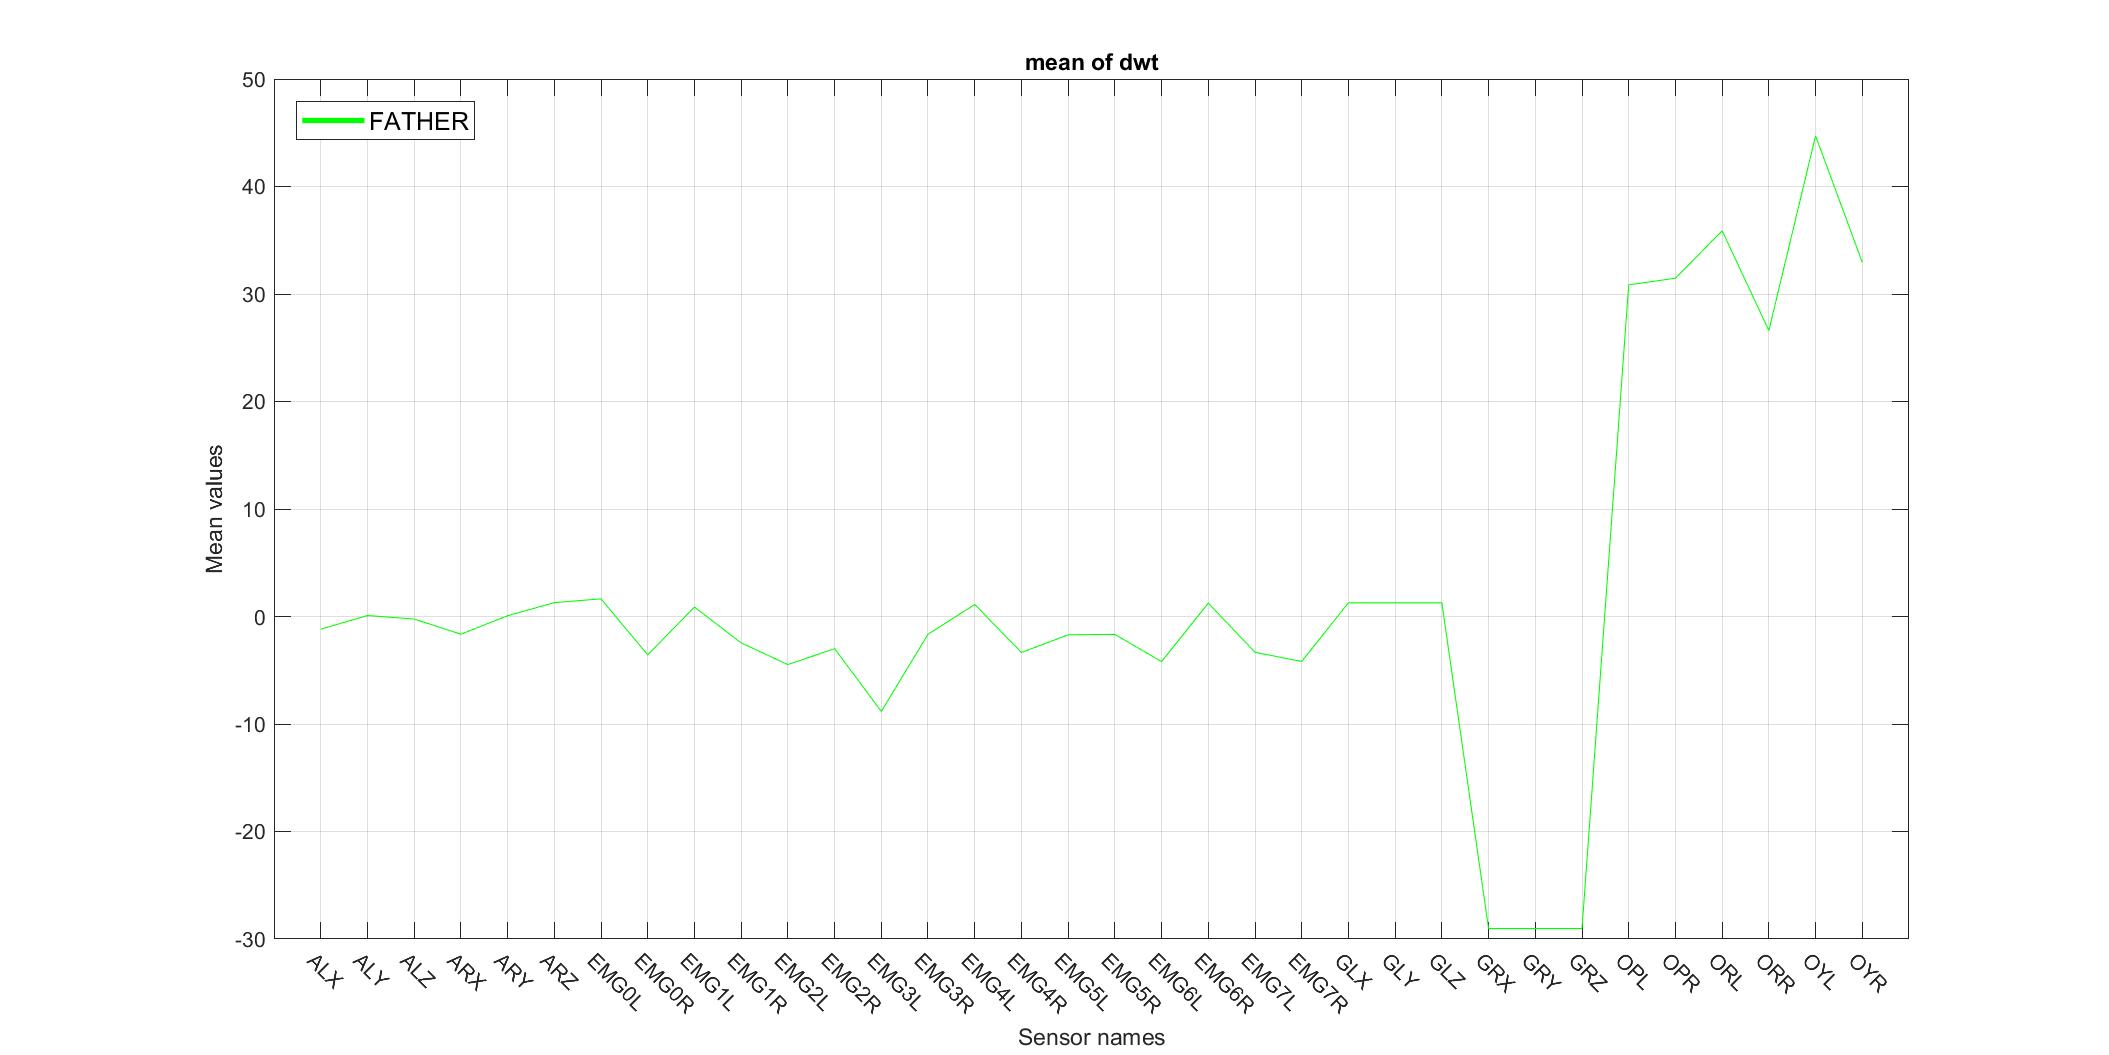 mean of dwt
FATHER
50
40
30
20
10
0
-10
-20
-30
Mean values
ALX
ALY
ALZ
ARX
ARY
ARZ
EMG0L
EMG0R
EMG1L
EMG1R
EMG2L
EMG2R
EMG3L
EMG3R
EMG4L
EMG4R
EMG5L
EMG5R
EMG6L
EMG6R
EMG7L
EMG7R
GLX
GLY
GLZ
GRX
GRY
GRZ
OPL
OPR
ORL
ORR
OYL
OYR
Sensor names